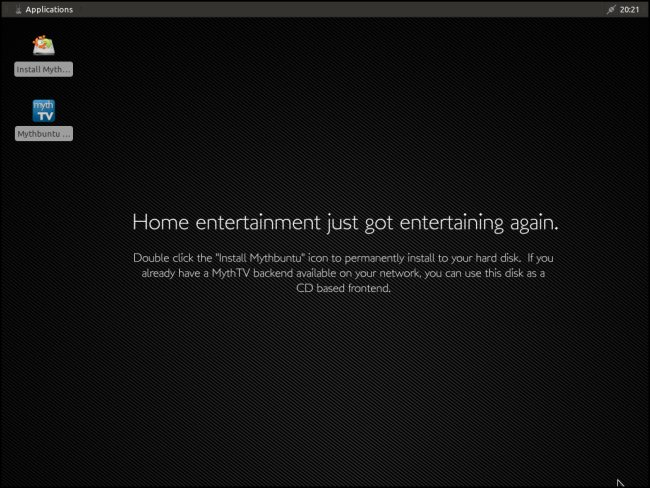 Applications
20:21
Install Myth...
myth
TV
Mythbuntu ...
Home entertainment just got entertaining again.
Double click the "Install Mythbuntu" icon to permanently install to your hard disk.  If you
already have a MythTV backend available on your network, you can use this disk as a
CD based frontend.